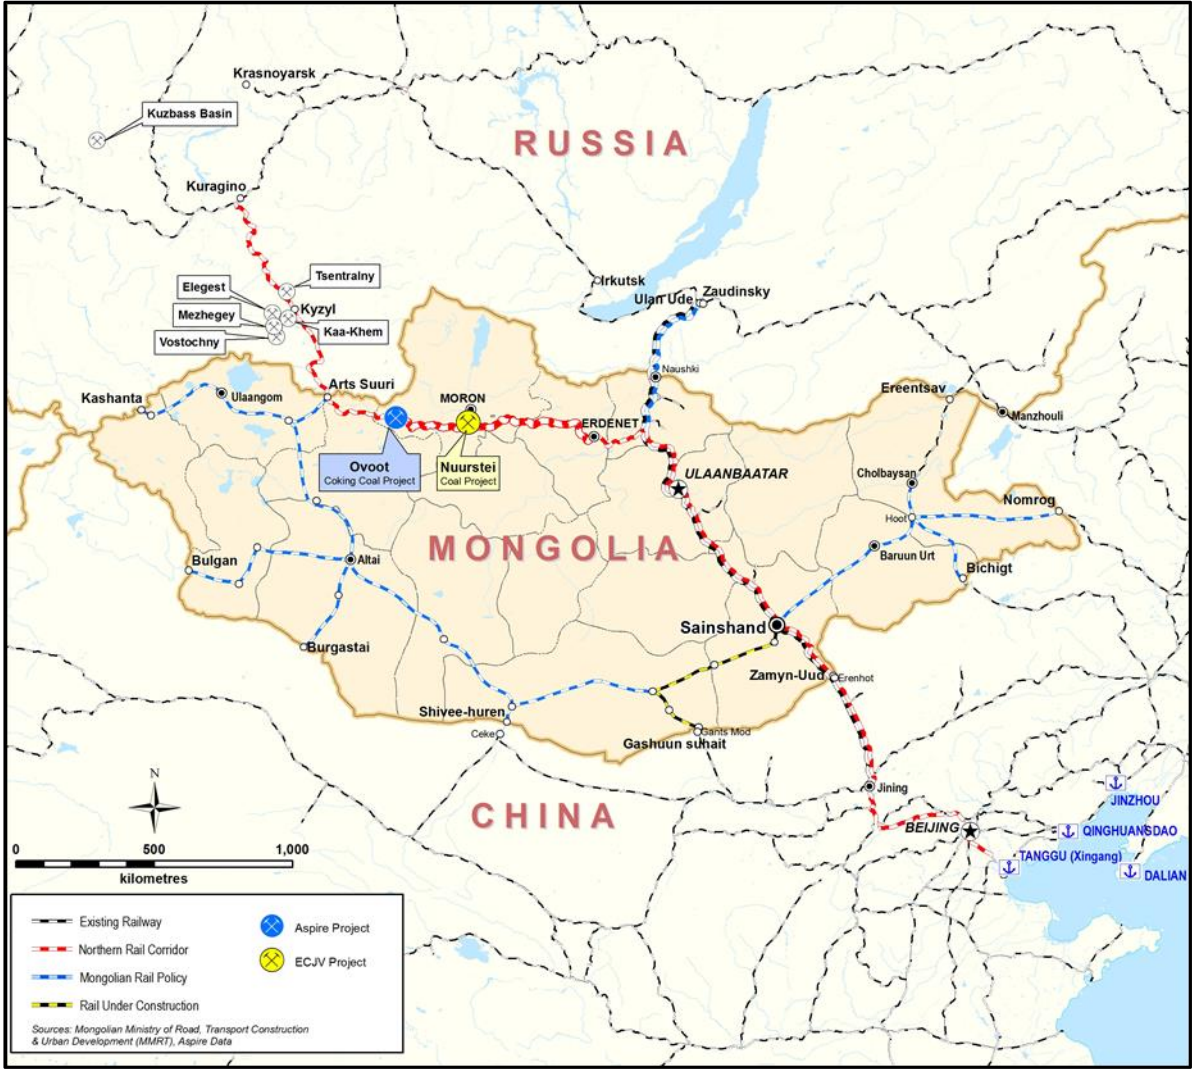 Krasnoyarsk
Kuzbass Basin
RUSSIA
Kuragino
Tsentralny
Irkutsk
Elegest
Ulan Ude
Zaudinsky
Kyzyl
Mezhegey
Kaa-Khem
Vostochny
Naushki
Arts Suuri
Ereentsav
Kashanta
Ulaangom
MORON
Manzhouli
ERDENET
Ovoot
Coking Coal Project
Nuurstei
Coal Project
ULAANBAATAR
Cholbaysan
Nomrog
Hoot
MONGOLIA
Bulgan
Altai
Baruun Urt
Bichigt
Sainshand
Burgastai
Zamyn-Uud
Erenhot
Shivee-huren
Ceke
Gants Mod
Gashuun suhait
N
Jining
CHINA
JINZHOU
BEIJING
QINGHUANSDAO
TANGGU (Xingang)
DALIAN
0 500 1,000
kilometres
Existing Railway
Northern Rail Corridor
Mongolian Rail Policy
Rail Under Construction
Aspire Project
ECJV Project
Sources: Mongolian Ministry of Road, Transport Construction
& Urban Development (MMRT), Aspire Data